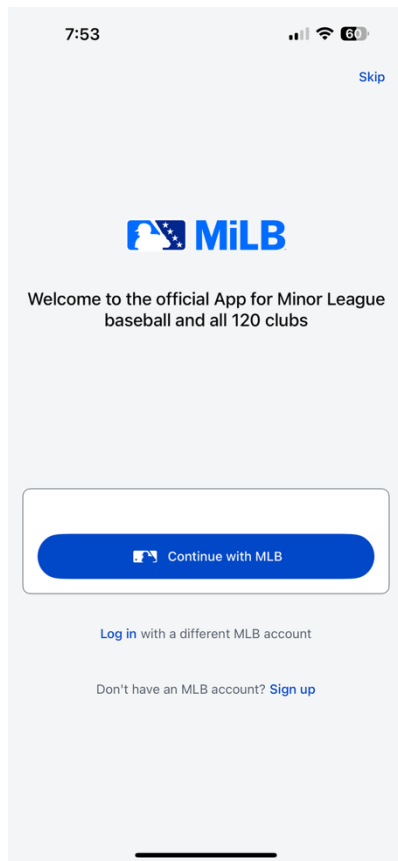 7:53
60
Skip
MiLB
Welcome to the official App for Minor League
baseball and all 120 clubs
Continue with MLB
Log in with a different MLB account
Don't have an MLB account? Sign up